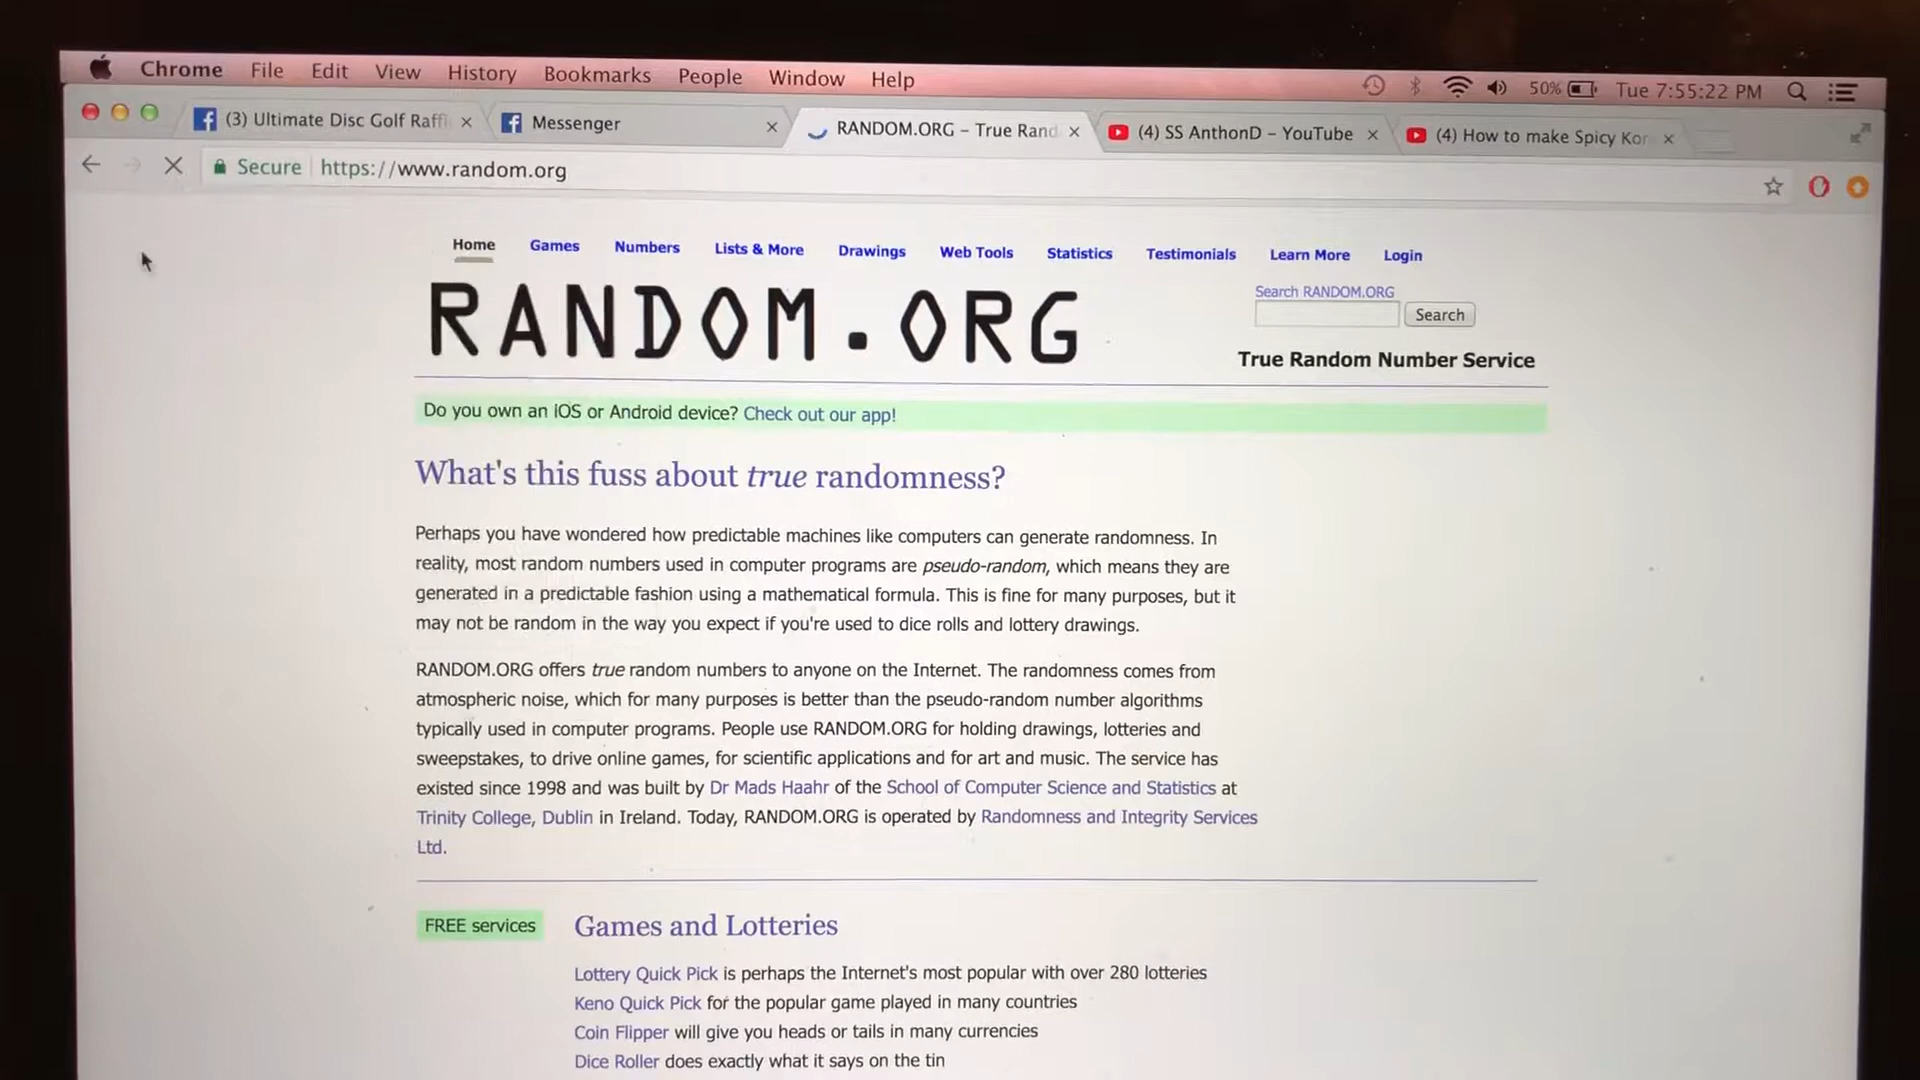 Chrome File Edit View History Bookmarks People Window Help 50% Tue 7:55:22 PM
(3) Ultimate Disc Golf Raffl Messenger RANDOM.ORG – True Rand (4) SS AnthonD – YouTube (4) How to make Spicy Kor
Secure https://www.random.org
Home Games Numbers Lists & More Drawings Web Tools Statistics Testimonials Learn More Login
RANDOM.ORG
Search RANDOM.ORG
Search
True Random Number Service
Do you own an iOS or Android device? Check out our app!
What's this fuss about true randomness?
Perhaps you have wondered how predictable machines like computers can generate randomness. In
reality, most random numbers used in computer programs are pseudo-random, which means they are
generated in a predictable fashion using a mathematical formula. This is fine for many purposes, but it
may not be random in the way you expect if you're used to dice rolls and lottery drawings.
RANDOM.ORG offers true random numbers to anyone on the Internet. The randomness comes from
atmospheric noise, which for many purposes is better than the pseudo-random number algorithms
typically used in computer programs. People use RANDOM.ORG for holding drawings, lotteries and
sweepstakes, to drive online games, for scientific applications and for art and music. The service has
existed since 1998 and was built by Dr Mads Haahr of the School of Computer Science and Statistics at
Trinity College, Dublin in Ireland. Today, RANDOM.ORG is operated by Randomness and Integrity Services
Ltd.
FREE services
Games and Lotteries
Lottery Quick Pick is perhaps the Internet's most popular with over 280 lotteries
Keno Quick Pick for the popular game played in many countries
Coin Flipper will give you heads or tails in many currencies
Dice Roller does exactly what it says on the tin